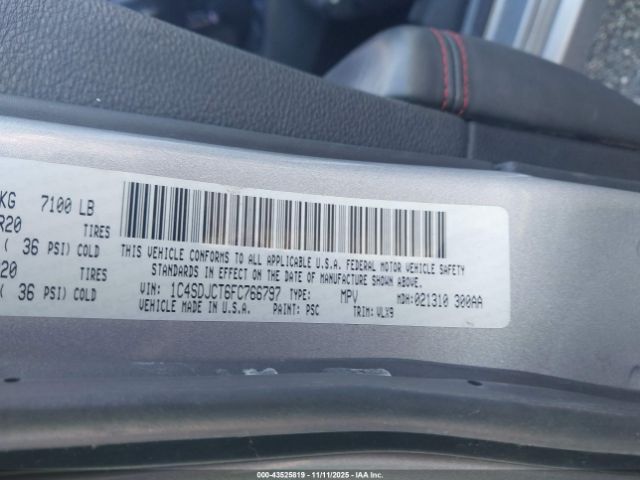 KG 7100 LB
R20 TIRES
( 36 PSI) COLD
20 TIRES
( 36 PSI) COLD
THIS VEHICLE CONFORMS TO ALL APPLICABLE U.S.A. FEDERAL MOTOR VEHICLE SAFETY
STANDARDS IN EFFECT ON THE DATE OF MANUFACTURE SHOWN ABOVE.
VIN: 1C4SDJCT6FC766797 TYPE: MPV MDH: 021310 300AA
VEHICLE MADE IN U.S.A. PAINT: PSC TRIM: VLX9
000-43525819 - 11/11/2025 - IAAI, INC.